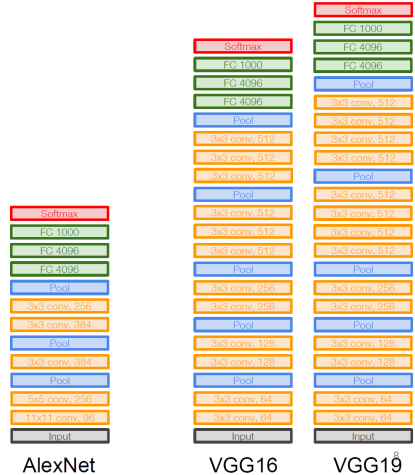 Softmax
FC 1000
FC 4096
FC 4096
Pool
3x3 conv, 256
3x3 conv, 384
Pool
3x3 conv, 384
Pool
5x5 conv, 256
11x11 conv, 96
Input
AlexNet
Softmax
FC 1000
FC 4096
FC 4096
Pool
3x3 conv, 512
3x3 conv, 512
3x3 conv, 512
Pool
3x3 conv, 512
3x3 conv, 512
3x3 conv, 512
Pool
3x3 conv, 256
3x3 conv, 256
Pool
3x3 conv, 128
3x3 conv, 128
Pool
3x3 conv, 64
3x3 conv, 64
Input
VGG16
Softmax
FC 1000
FC 4096
FC 4096
Pool
3x3 conv, 512
3x3 conv, 512
3x3 conv, 512
3x3 conv, 512
Pool
3x3 conv, 512
3x3 conv, 512
3x3 conv, 512
3x3 conv, 512
Pool
3x3 conv, 256
3x3 conv, 256
Pool
3x3 conv, 128
3x3 conv, 128
Pool
3x3 conv, 64
3x3 conv, 64
Input
VGG19
8